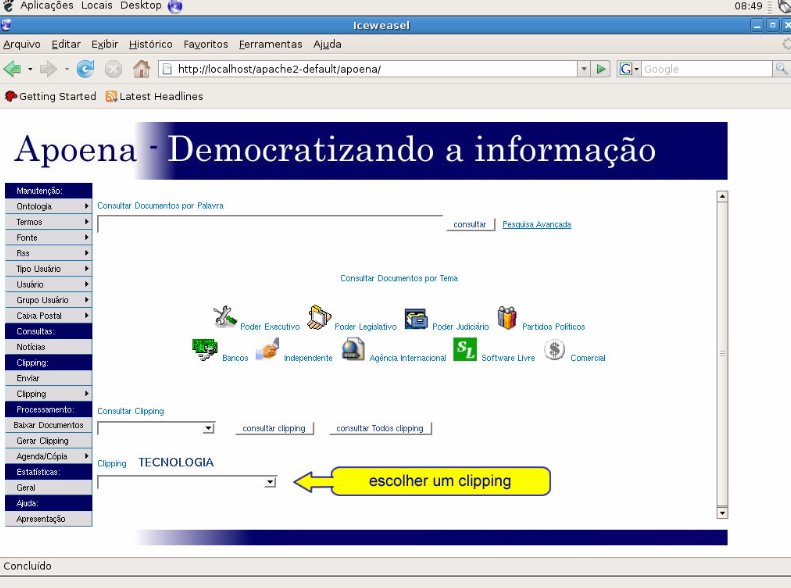 Aplicações Locais Desktop 08:49
Iceweasel
Arquivo Editar Exibir Histórico Favoritos Ferramentas Ajuda
http://localhost/apache2-default/apoena/ G Google
Getting Started Latest Headlines
Apoena - Democratizando a informação
Manutenção:
Ontologia
Termos
Fonte
Rss
Tipo Usuário
Usuário
Grupo Usuário
Caixa Postal
Consultas:
Notícias
Clipping:
Enviar
Clipping
Processamento:
Baixar Documentos
Gerar Clipping
Agenda/Cópia
Estatísticas:
Geral
Ajuda:
Apresentação
Consultar Documentos por Palavra
consultar Pesquisa Avançada
Consultar Documentos por Tema
Poder Executivo Poder Legislativo Poder Judiciário Partidos Políticos
Bancos Independente Agência Internacional SL Software Livre $ Comercial
Consultar Clipping
consultar clipping consultar Todos clipping
Clipping TECNOLOGIA
escolher um clipping
Concluído